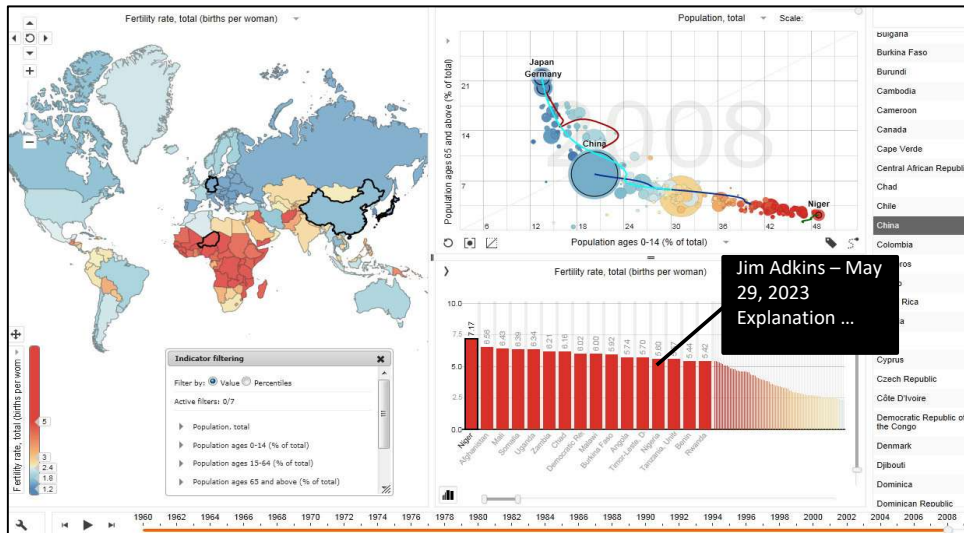 Fertility rate, total (births per woman)
Population, total
Scale:
Bulgaria
Burkina Faso
Burundi
Cambodia
Cameroon
Canada
Cape Verde
Central African Republi
Chad
Chile
China
Colombia
ros
Rica
Cyprus
Czech Republic
Côte D'Ivoire
Democratic Republic of
the Congo
Denmark
Djibouti
Dominica
Dominican Republic
2008
Japan
Germany
China
Niger
Population ages 65 and above (% of total)
21
14
7
6 12 18 24 30 36 42 48
Population ages 0-14 (% of total)
Fertility rate, total (births per woman)
Jim Adkins – May
29, 2023
Explanation ...
10.0
7.5
5.0
2.5
0.0
7.17
6.55
6.43
6.39
6.34
6.21
6.16
6.02
6.00
5.92
5.74
5.70
5.60
5.44
5.42
Niger
Afghanistan
Mali
Somalia
Uganda
Zambia
Chad
Democratic Re.
Malawi
Burkina Faso
Angola
Timor-Leste, D
Nigeria
Tanzania, Unite
Benin
Rwanda
Fertility rate, total (births per wom
5
3
2.4
1.8
1.2
Indicator filtering
Filter by: Value Percentiles
Active filters: 0/7
Population, total
Population ages 0-14 (% of total)
Population ages 15-64 (% of total)
Population ages 65 and above (% of total)
1960 1962 1964 1966 1968 1970 1972 1974 1976 1978 1980 1982 1984 1986 1988 1990 1992 1994 1996 1998 2000 2002 2004 2006 2008